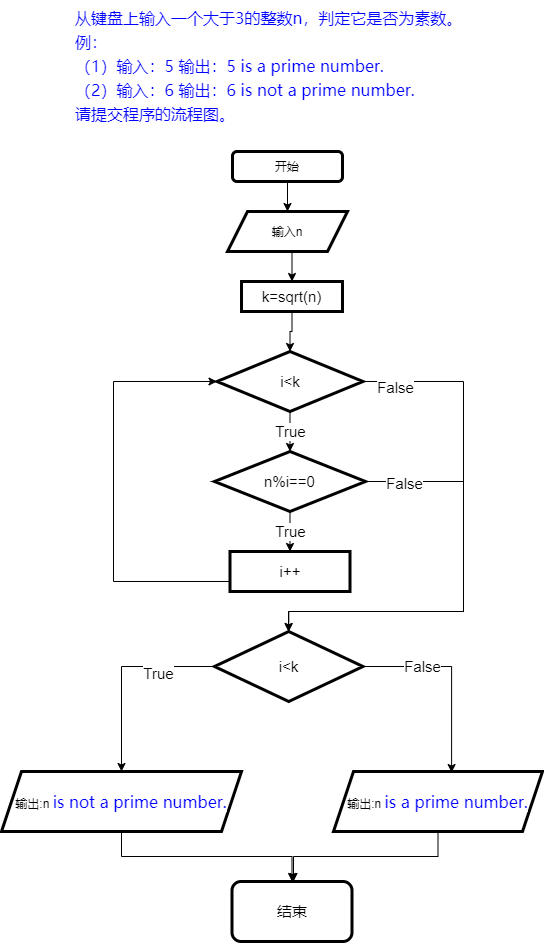 从键盘上输入一个大于3的整数n，判定它是否为素数。
例：
（1）输入：5 输出：5 is a prime number.
（2）输入：6 输出：6 is not a prime number.
请提交程序的流程图。
开始
输入n
k=sqrt(n)
i<k
False
True
n%i==0
False
True
i++
i<k
True
False
输出:n is not a prime number.
输出:n is a prime number.
结束